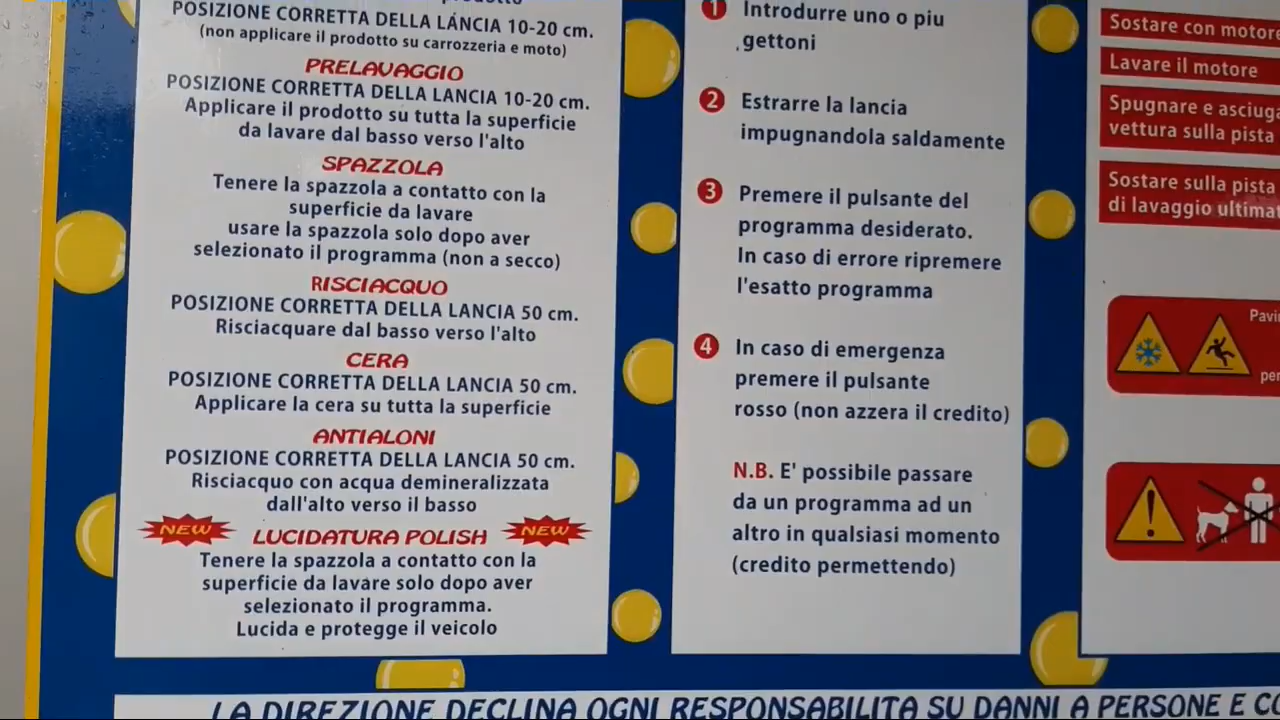 POSIZIONE CORRETTA DELLA LANCIA 10-20 cm.
(non applicare il prodotto su carrozzeria e moto)
PRELAVAGGIO
POSIZIONE CORRETTA DELLA LANCIA 10-20 cm.
Applicare il prodotto su tutta la superficie
da lavare dal basso verso l'alto
SPAZZOLA
Tenere la spazzola a contatto con la
superficie da lavare
usare la spazzola solo dopo aver
selezionato il programma (non a secco)
RISCIACQUO
POSIZIONE CORRETTA DELLA LANCIA 50 cm.
Risciacquare dal basso verso l'alto
CERA
POSIZIONE CORRETTA DELLA LANCIA 50 cm.
Applicare la cera su tutta la superficie
ANTIALONI
POSIZIONE CORRETTA DELLA LANCIA 50 cm.
Risciacquo con acqua demineralizzata
dall'alto verso il basso
NEW LUCIDATURA POLISH NEW
Tenere la spazzola a contatto con la
superficie da lavare solo dopo aver
selezionato il programma.
Lucida e protegge il veicolo
1 Introdurre uno o piu
gettoni
2 Estrarre la lancia
impugnandola saldamente
3 Premere il pulsante del
programma desiderato.
In caso di errore ripremere
l'esatto programma
4 In caso di emergenza
premere il pulsante
rosso (non azzera il credito)
N.B. E' possibile passare
da un programma ad un
altro in qualsiasi momento
(credito permettendo)
Sostare con motore
Lavare il motore
Spugnare e asciuga
vettura sulla pista
Sostare sulla pista
di lavaggio ultimat
Pavi
per
LA DIREZIONE DECLINA OGNI RESPONSABILITA SU DANNI A PERSONE E CO